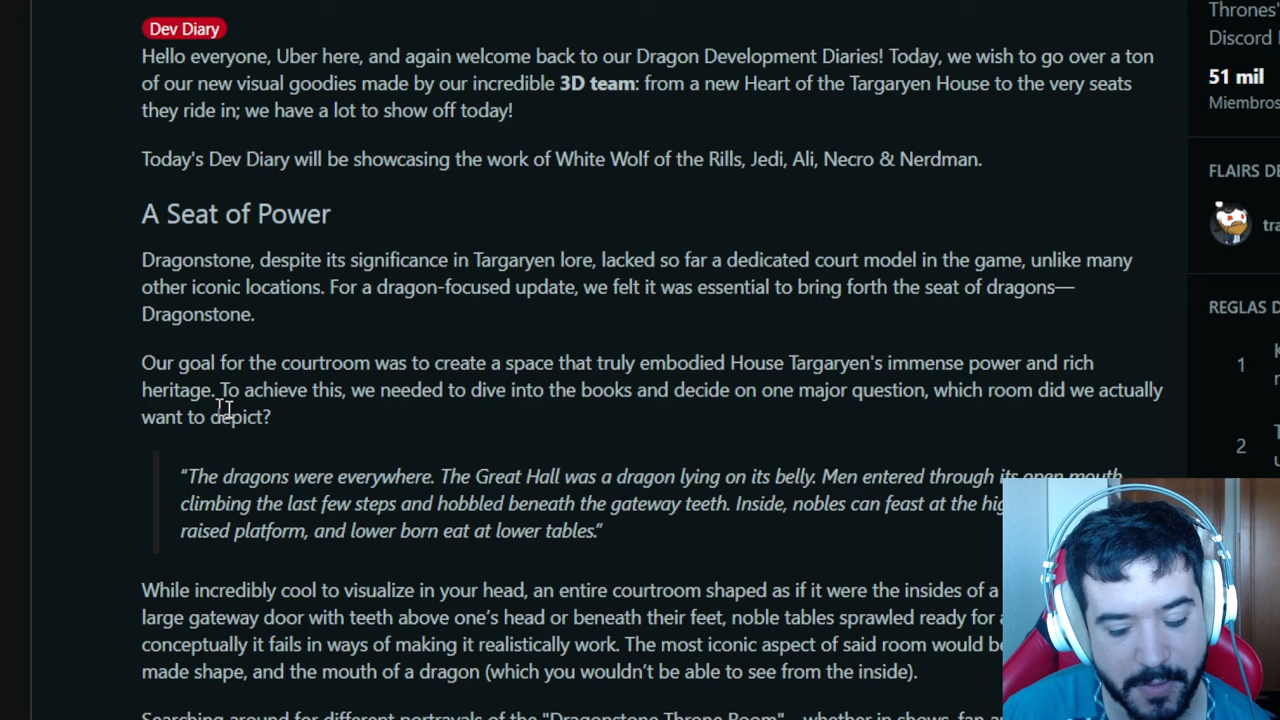 Dev Diary
Hello everyone, Uber here, and again welcome back to our Dragon Development Diaries! Today, we wish to go over a ton
of our new visual goodies made by our incredible 3D team: from a new Heart of the Targaryen House to the very seats
they ride in; we have a lot to show off today!
Today's Dev Diary will be showcasing the work of White Wolf of the Rills, Jedi, Ali, Necro & Nerdman.
A Seat of Power
Dragonstone, despite its significance in Targaryen lore, lacked so far a dedicated court model in the game, unlike many
other iconic locations. For a dragon-focused update, we felt it was essential to bring forth the seat of dragons—
Dragonstone.
Our goal for the courtroom was to create a space that truly embodied House Targaryen's immense power and rich
heritage. To achieve this, we needed to dive into the books and decide on one major question, which room did we actually
want to depict?
“The dragons were everywhere. The Great Hall was a dragon lying on its belly. Men entered through its open mouth
climbing the last few steps and hobbled beneath the gateway teeth. Inside, nobles can feast at the
raised platform, and lower born eat at lower tables.”
While incredibly cool to visualize in your head, an entire courtroom shaped as if it were the insides of a
large gateway door with teeth above one’s head or beneath their feet, noble tables sprawled ready for
conceptually it fails in ways of making it realistically work. The most iconic aspect of said room would be
made shape, and the mouth of a dragon (which you wouldn’t be able to see from the inside).
Searching around for different portrayals of the "Dragonstone Throne Room" – whether in shows, fan
Thrones'
Discord
51 mil
Miembros
FLAIRS DE
REGLAS D
1
2